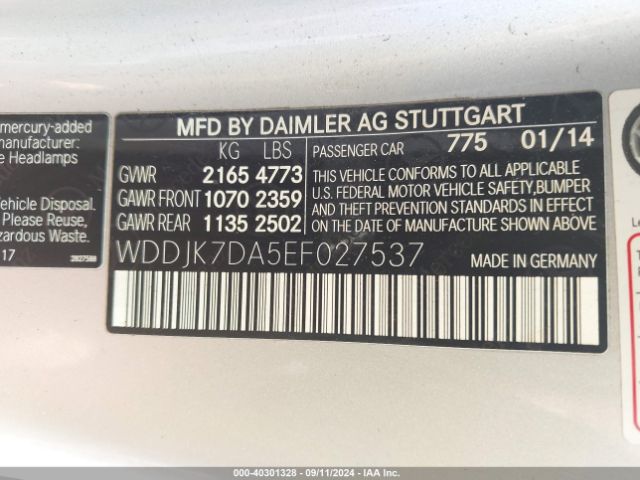 mercury-added
manufacturer:
e Headlamps
Vehicle Disposal.
Please Reuse,
azardous Waste.
17
MFD BY DAIMLER AG STUTTGART
KG LBS
PASSENGER CAR 775 01/14
GVWR 2165 4773
GAWR FRONT 1070 2359
GAWR REAR 1135 2502
THIS VEHICLE CONFORMS TO ALL APPLICABLE
U.S. FEDERAL MOTOR VEHICLE SAFETY,BUMPER
AND THEFT PREVENTION STANDARDS IN EFFECT
ON THE DATE OF MANUFACTURE SHOWN ABOVE.
WDDJK7DA5EF027537
MADE IN GERMANY
000-40301328 - 09/11/2024 - IAA Inc.